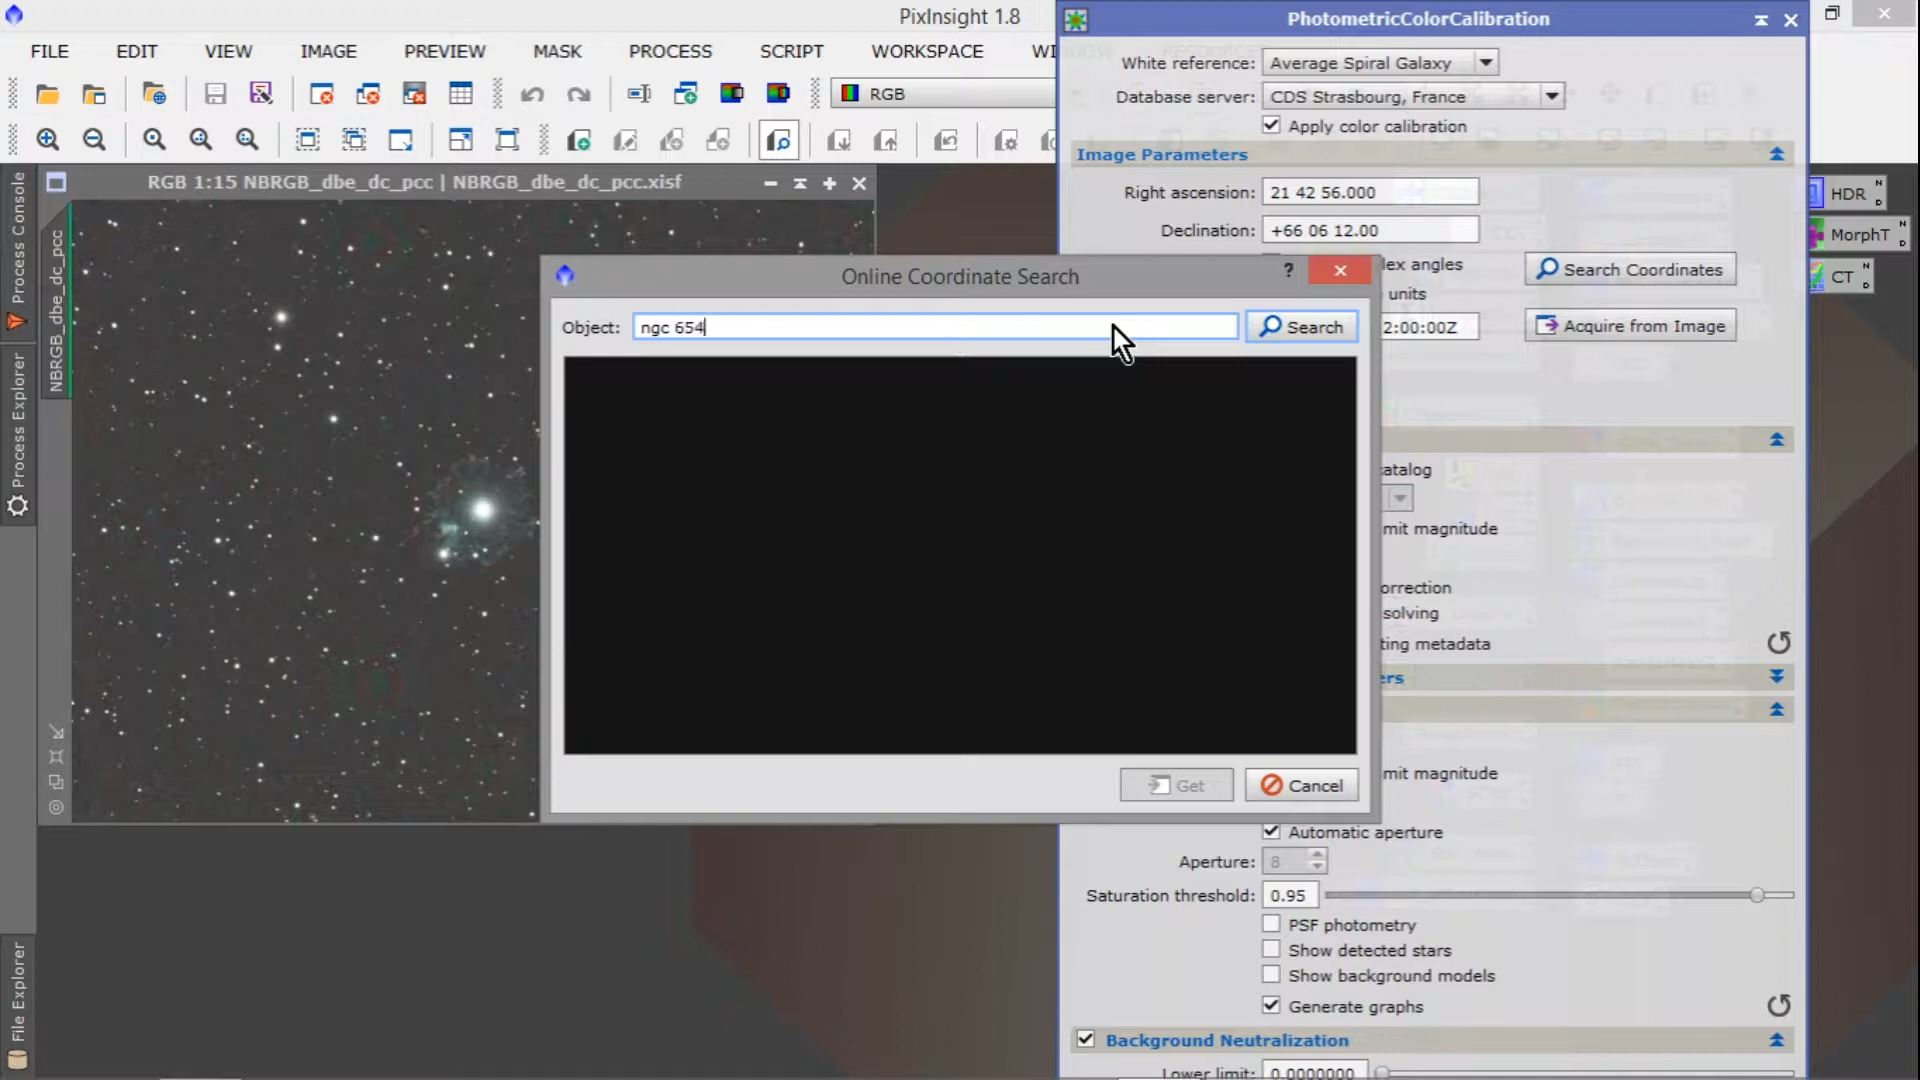 PixInsight 1.8
FILE EDIT VIEW IMAGE PREVIEW MASK PROCESS SCRIPT WORKSPACE
RGB
RGB 1:15 NBRGB_dbe_dc_pcc | NBRGB_dbe_dc_pcc.xisf
NBRGB_dbe_dc_pcc
Process Console
Process Explorer
File Explorer
PhotometricColorCalibration
White reference: Average Spiral Galaxy
Database server: CDS Strasbourg, France
Apply color calibration
Image Parameters
Right ascension: 21 42 56.000
Declination: +66 06 12.00
lex angles
Search Coordinates
units
2:00:00Z
Acquire from Image
Online Coordinate Search
?
Object: ngc 654
Search
Get
Cancel
atalog
mit magnitude
orrection
solving
ting metadata
ers
mit magnitude
Automatic aperture
Aperture: 8
Saturation threshold: 0.95
PSF photometry
Show detected stars
Show background models
Generate graphs
Background Neutralization
Lower limit: 0.0000000
HDR
N
D
MorphT
N
D
CT
N
D